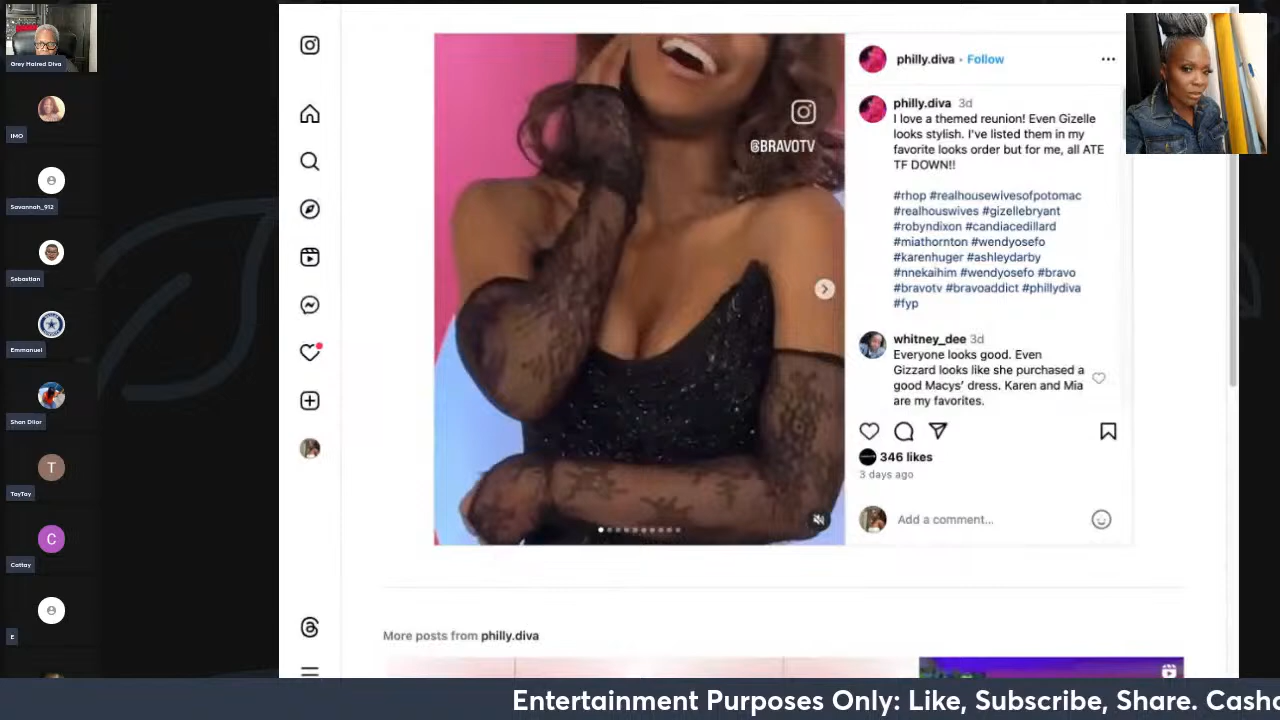 Grey Haired Diva
IMO
Savannah_912
Sebastian
Emmanuel
Shan Dior
T
TayTay
C
Cattay
E
@BRAVOTV
philly.diva • Follow
philly.diva 3d
I love a themed reunion! Even Gizelle
looks stylish. I've listed them in my
favorite looks order but for me, all ATE
TF DOWN!!
#rhop #realhousewivesofpotomac
#realhouswives #gizellebryant
#robyndixon #candiacedillard
#miathornton #wendyosefo
#karenhuger #ashleydarby
#nnekaihim #wendyosefo #bravo
#bravotv #bravoaddict #phillydiva
#fyp
whitney_dee 3d
Everyone looks good. Even
Gizzard looks like she purchased a
good Macys' dress. Karen and Mia
are my favorites.
346 likes
3 days ago
Add a comment...
More posts from philly.diva
Entertainment Purposes Only: Like, Subscribe, Share. Casha